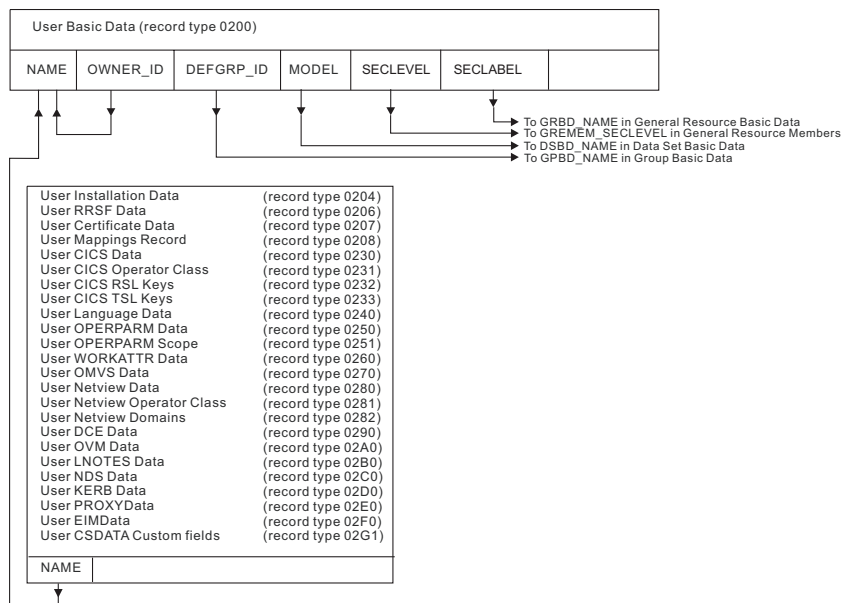 User Basic Data (record type 0200)
NAME OWNER_ID DEFGRP_ID MODEL SECLEVEL SECLABEL
To GRBD_NAME in General Resource Basic Data
To GREMEM_SECLEVEL in General Resource Members
To DSBD_NAME in Data Set Basic Data
To GPBD_NAME in Group Basic Data
User Installation Data (record type 0204)
User RRSF Data (record type 0206)
User Certificate Data (record type 0207)
User Mappings Record (record type 0208)
User CICS Data (record type 0230)
User CICS Operator Class (record type 0231)
User CICS RSL Keys (record type 0232)
User CICS TSL Keys (record type 0233)
User Language Data (record type 0240)
User OPERPARM Data (record type 0250)
User OPERPARM Scope (record type 0251)
User WORKATTR Data (record type 0260)
User OMVS Data (record type 0270)
User Netview Data (record type 0280)
User Netview Operator Class (record type 0281)
User Netview Domains (record type 0282)
User DCE Data (record type 0290)
User OVM Data (record type 02A0)
User LNOTES Data (record type 02B0)
User NDS Data (record type 02C0)
User KERB Data (record type 02D0)
User PROXYData (record type 02E0)
User EIMData (record type 02F0)
User CSDATA Custom fields (record type 02G1)
NAME